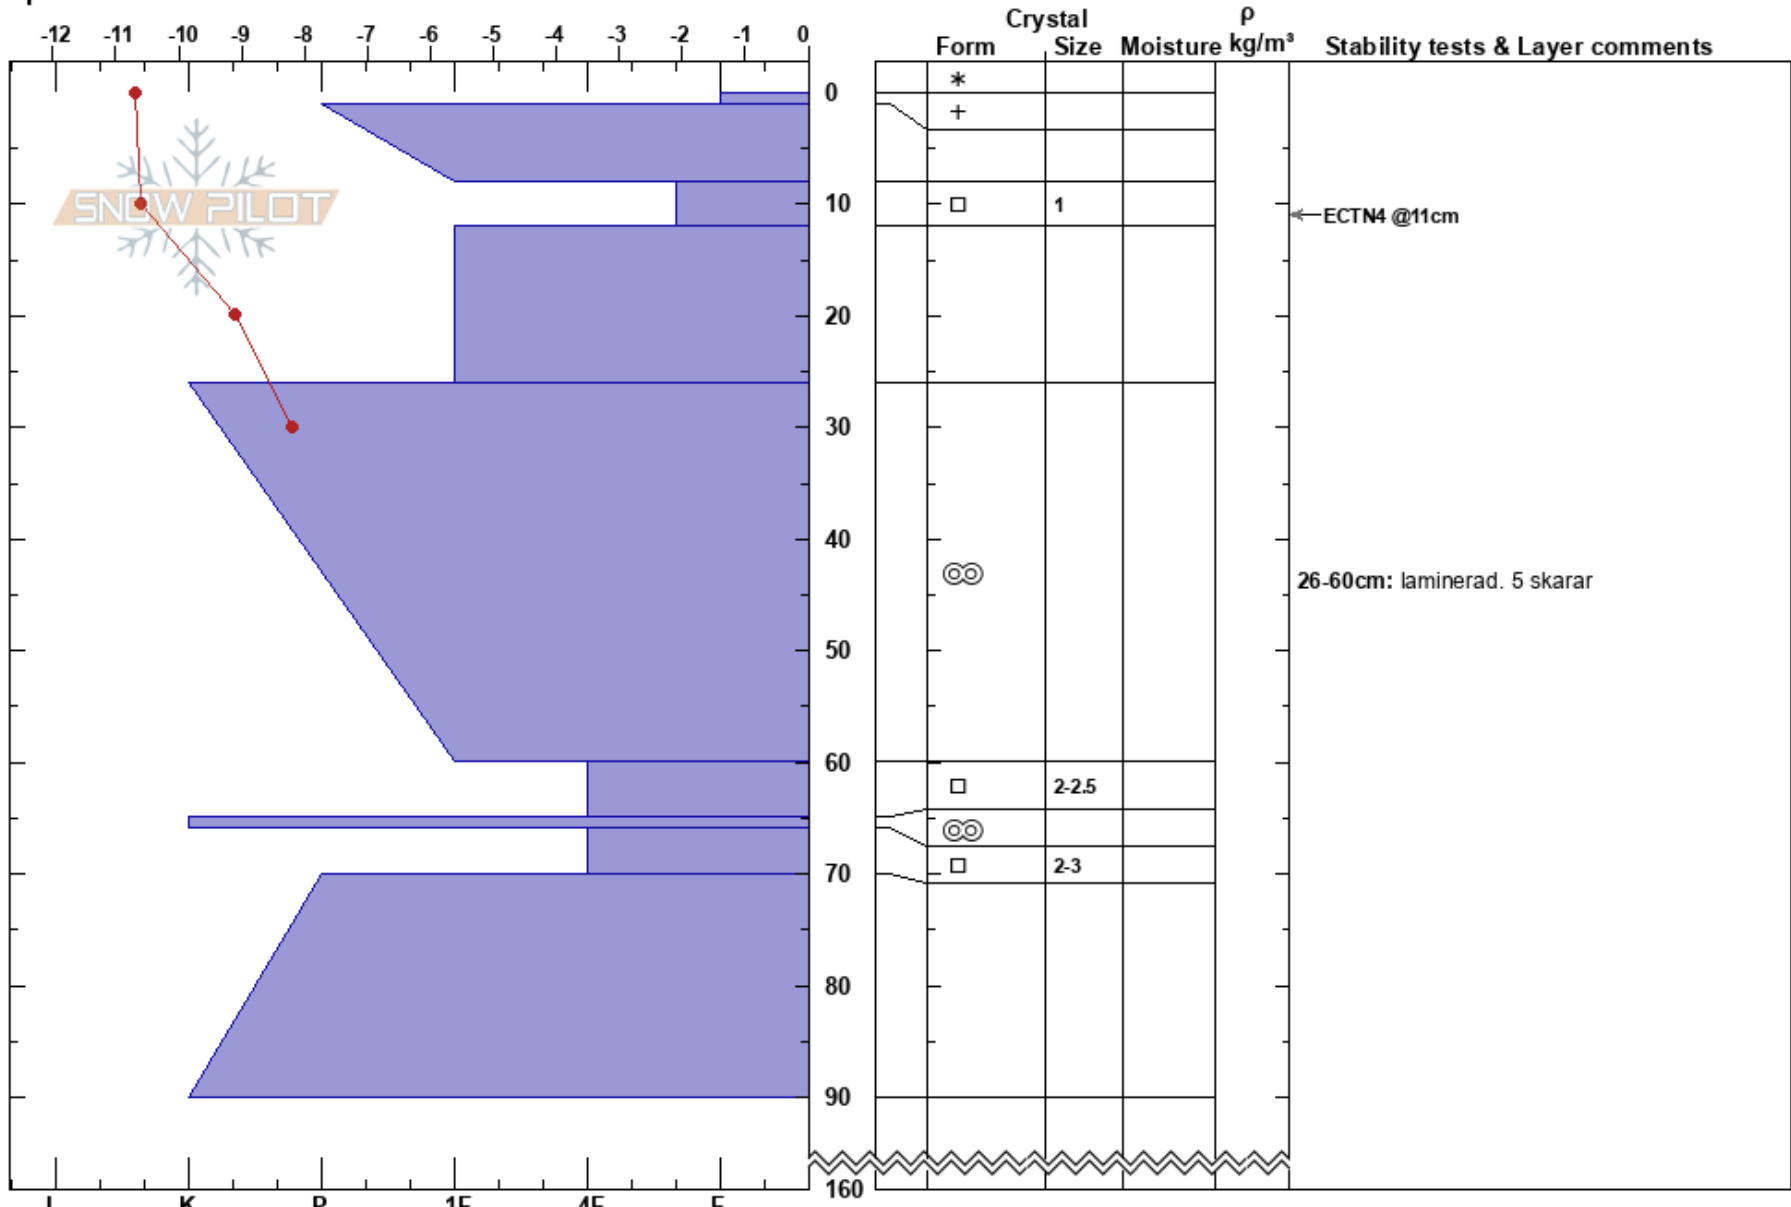 Crystal ρ
-12 -11 -10 -9 -8 -7 -6 -5 -4 -3 -2 -1 0 Form Size Moisture kg/m³ Stability tests & Layer comments
0 *
+
SNOW PILOT
10 1 ECTN4 @11cm
20
30
40
26-60cm: laminerad. 5 skarar
50
60
2-2.5
70 2-3
80
90
160
I K P 1F 4F F